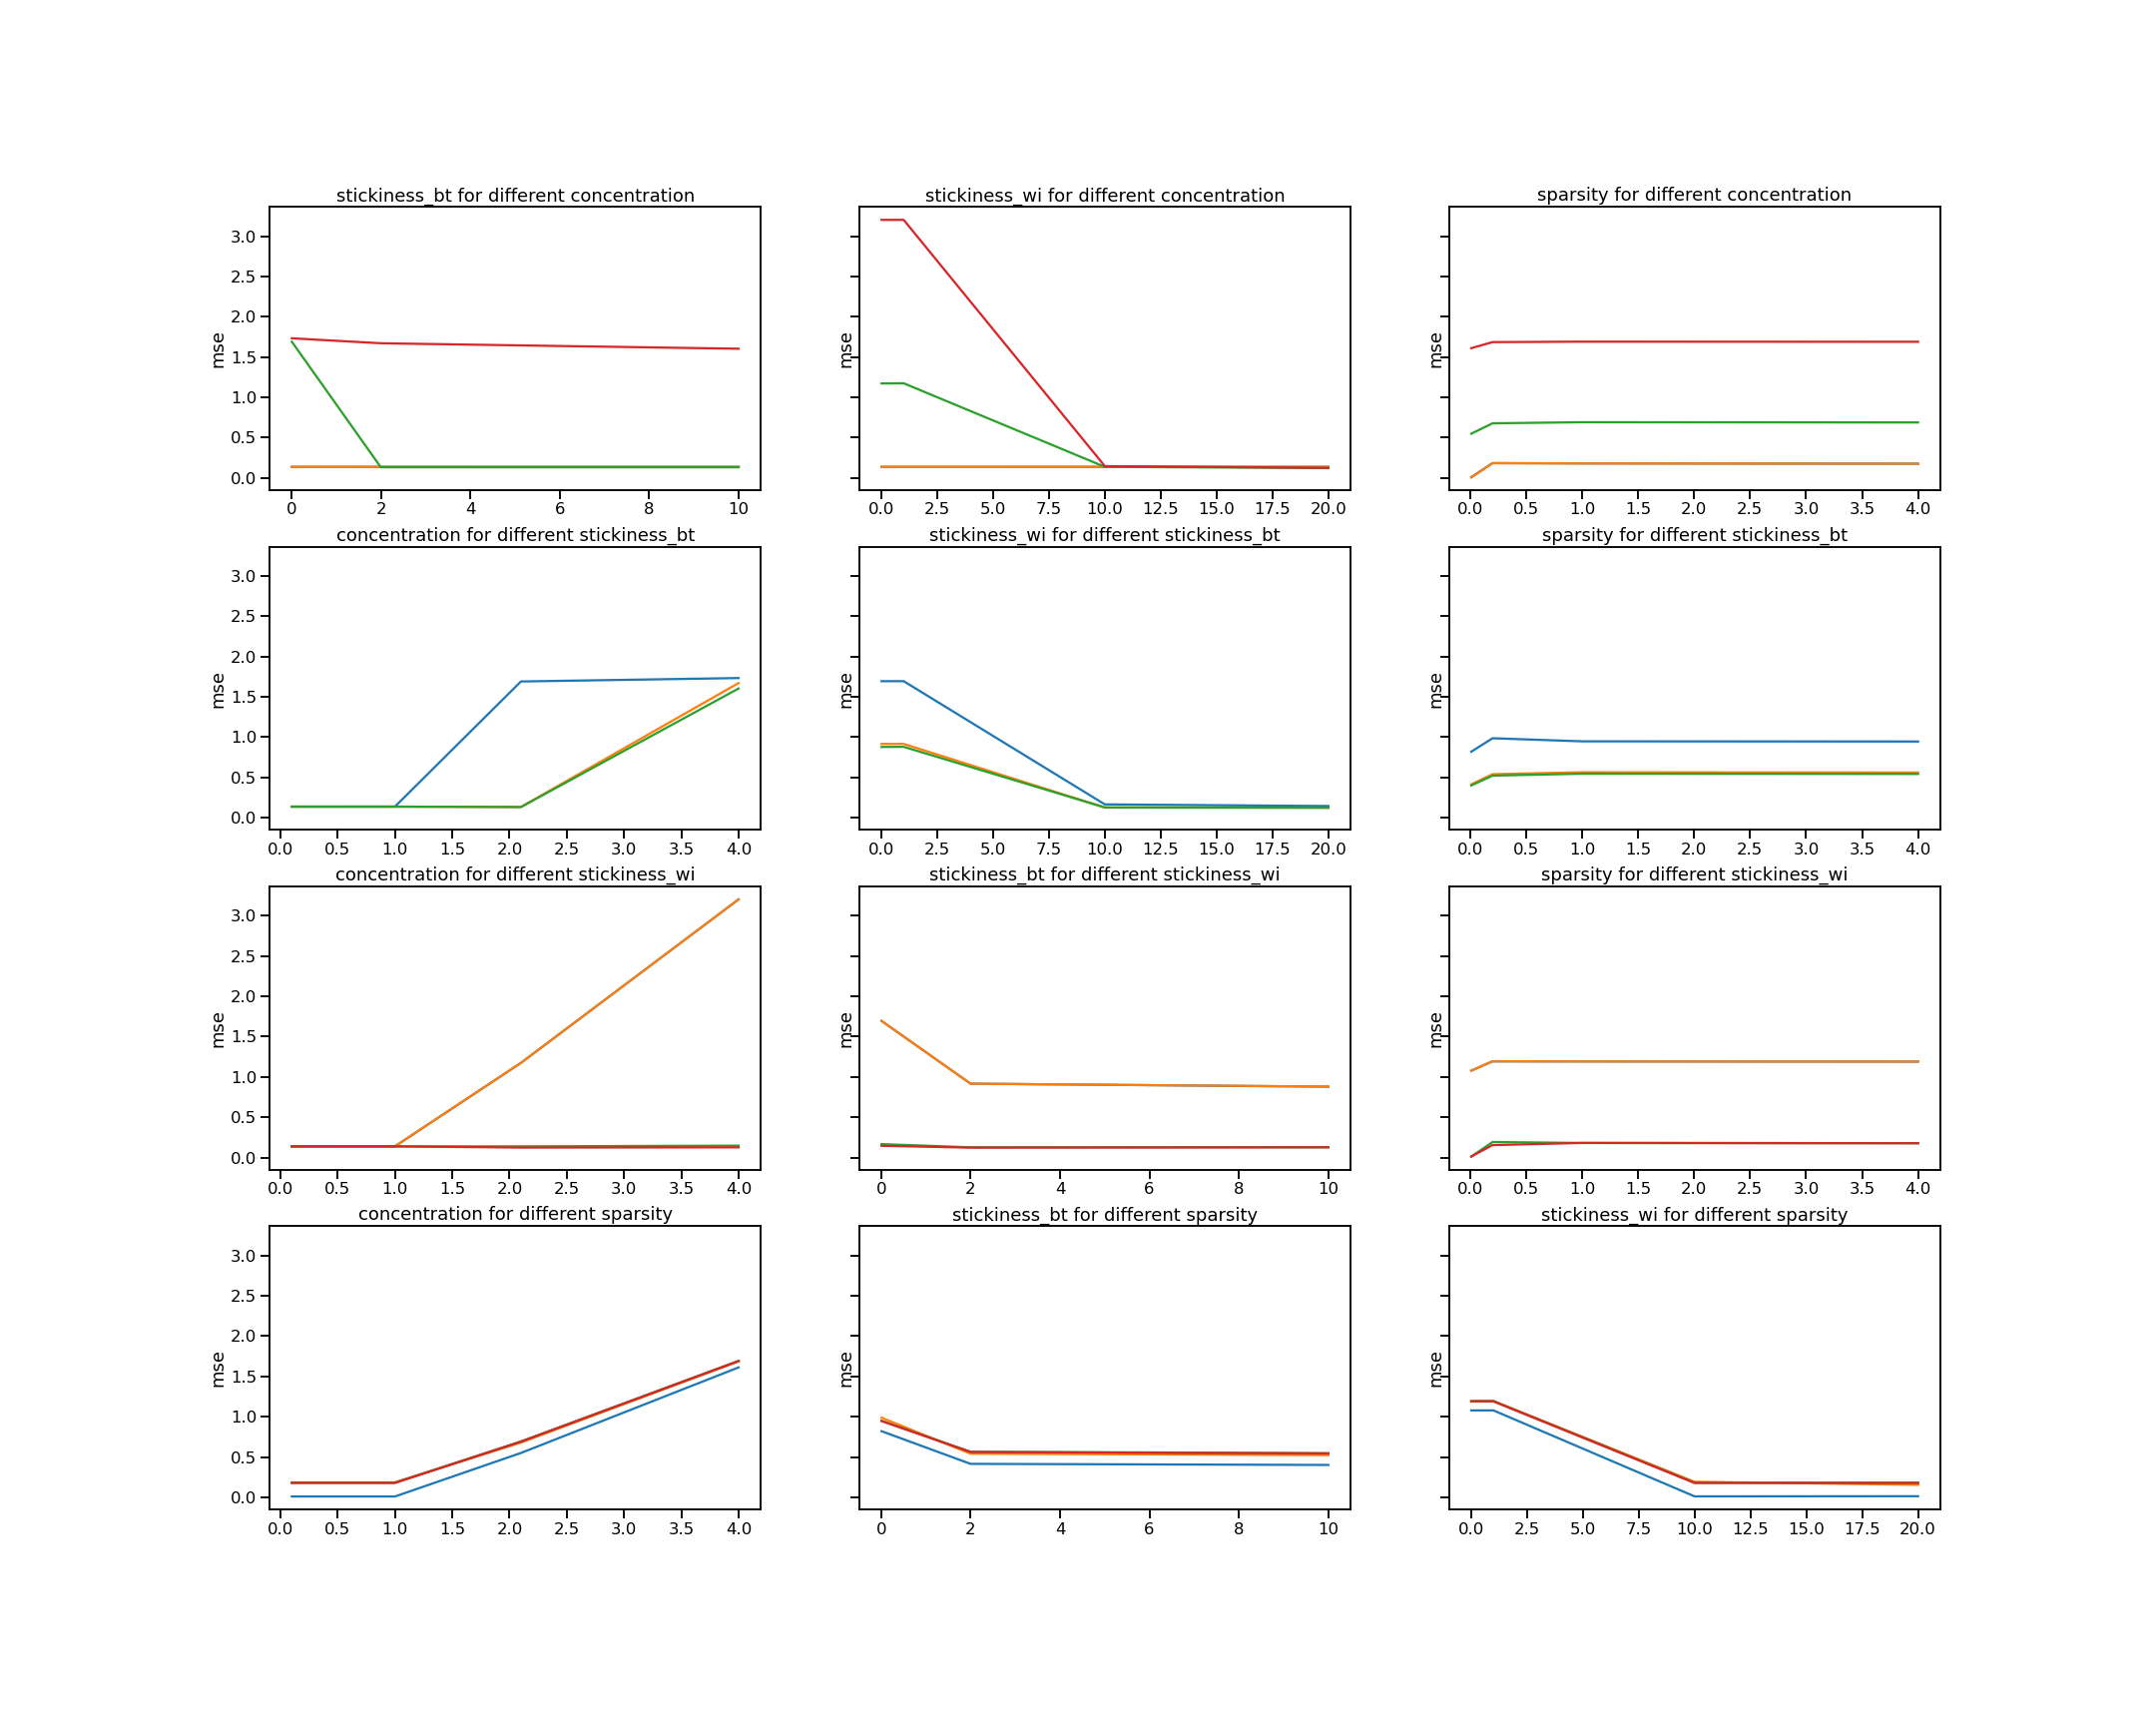 stickiness_bt for different concentration
stickiness_wi for different concentration
sparsity for different concentration
mse
3.0
2.5
2.0
1.5
1.0
0.5
0.0
0 2 4 6 8 10
mse
0.0 2.5 5.0 7.5 10.0 12.5 15.0 17.5 20.0
mse
0.0 0.5 1.0 1.5 2.0 2.5 3.0 3.5 4.0
concentration for different stickiness_bt
stickiness_wi for different stickiness_bt
sparsity for different stickiness_bt
mse
3.0
2.5
2.0
1.5
1.0
0.5
0.0
0.0 0.5 1.0 1.5 2.0 2.5 3.0 3.5 4.0
mse
0.0 2.5 5.0 7.5 10.0 12.5 15.0 17.5 20.0
mse
0.0 0.5 1.0 1.5 2.0 2.5 3.0 3.5 4.0
concentration for different stickiness_wi
stickiness_bt for different stickiness_wi
sparsity for different stickiness_wi
mse
3.0
2.5
2.0
1.5
1.0
0.5
0.0
0.0 0.5 1.0 1.5 2.0 2.5 3.0 3.5 4.0
mse
0 2 4 6 8 10
mse
0.0 0.5 1.0 1.5 2.0 2.5 3.0 3.5 4.0
concentration for different sparsity
stickiness_bt for different sparsity
stickiness_wi for different sparsity
mse
3.0
2.5
2.0
1.5
1.0
0.5
0.0
0.0 0.5 1.0 1.5 2.0 2.5 3.0 3.5 4.0
mse
0 2 4 6 8 10
mse
0.0 2.5 5.0 7.5 10.0 12.5 15.0 17.5 20.0